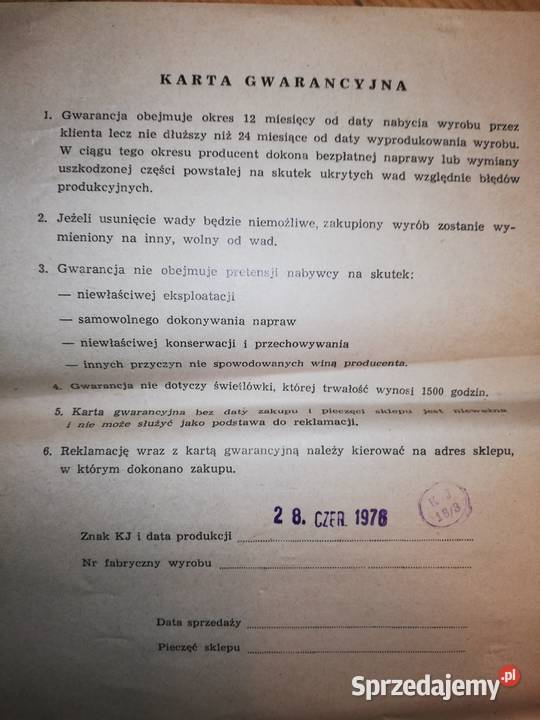 KARTA GWARANCYJNA
1. Gwarancja obejmuje okres 12 miesięcy od daty nabycia wyrobu przez
klienta lecz nie dłuższy niż 24 miesiące od daty wyprodukowania wyrobu.
W ciągu tego okresu producent dokona bezpłatnej naprawy lub wymiany
uszkodzonej części powstałej na skutek ukrytych wad względnie błędów
produkcyjnych.
2. Jeżeli usunięcie wady będzie niemożliwe, zakupiony wyrób zostanie wy-
mieniony na inny, wolny od wad.
3. Gwarancja nie obejmuje pretensji nabywcy na skutek:
— niewłaściwej eksploatacji
— samowolnego dokonywania napraw
— niewłaściwej konserwacji i przechowywania
— innych przyczyn nie spowodowanych winą producenta.
4. Gwarancja nie dotyczy świetlówki, której trwałość wynosi 1500 godzin.
5. Karta gwarancyjna bez daty zakupu i pieczęci sklepu jest nieważna
i nie może służyć jako podstawa do reklamacji.
6. Reklamację wraz z kartą gwarancyjną należy kierować na adres sklepu,
w którym dokonano zakupu.
28. CZER. 1976
Znak KJ i data produkcji
Nr fabryczny wyrobu
Data sprzedaży
Pieczęć sklepu
Sprzedajemy.pl